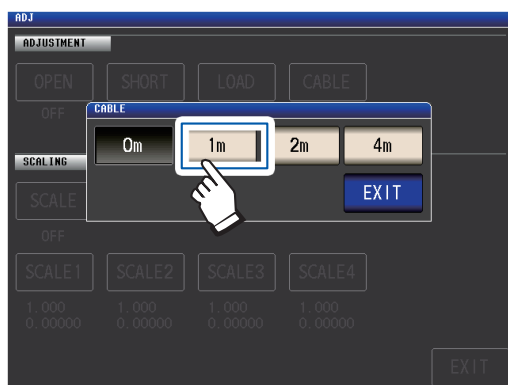 ADJ
ADJUSTMENT
OPEN SHORT LOAD CABLE
OFF
CABLE
0m 1m 2m 4m
EXIT
SCALING
SCALE
OFF
SCALE1 SCALE2 SCALE3 SCALE4
1.000 1.000 1.000 1.000
0.00000 0.00000 0.00000 0.00000
EXIT